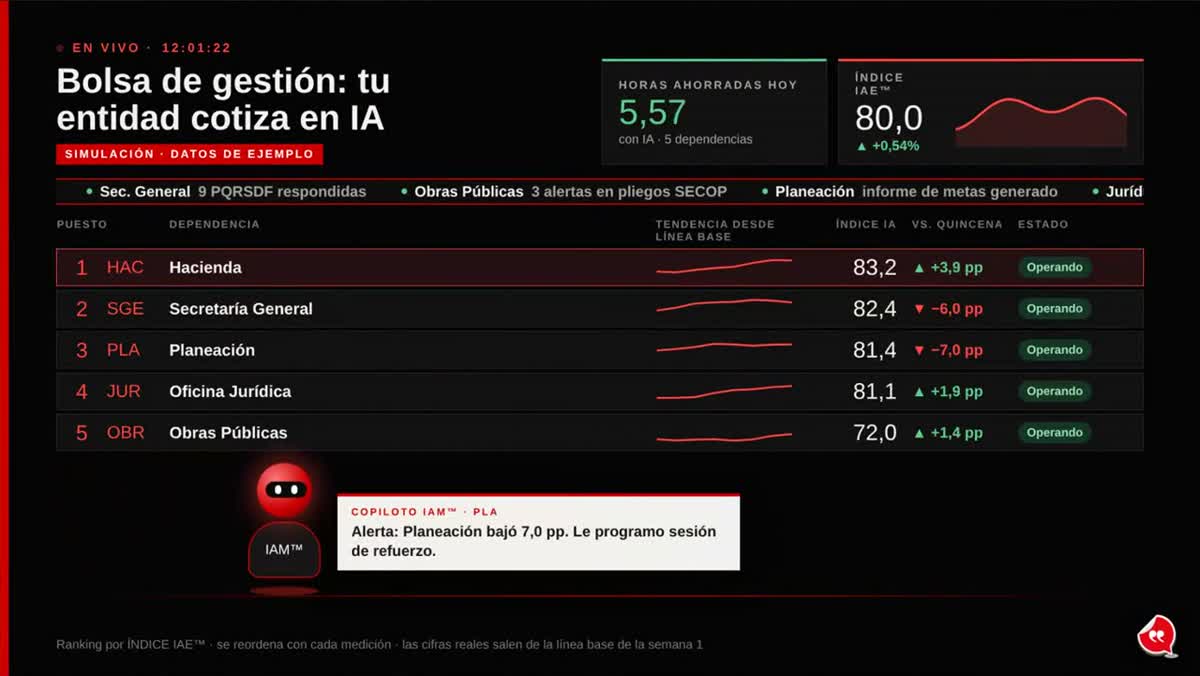 EN VIVO · 12:01:22
Bolsa de gestión: tu
entidad cotiza en IA
SIMULACIÓN · DATOS DE EJEMPLO
HORAS AHORRADAS HOY
5,57
con IA · 5 dependencias
ÍNDICE
IAE™
80,0
▲ +0,54%
Sec. General 9 PQRSDF respondidas
Obras Públicas 3 alertas en pliegos SECOP
Planeación informe de metas generado
Juríd
PUESTO DEPENDENCIA TENDENCIA DESDE LÍNEA BASE ÍNDICE IA VS. QUINCENA ESTADO
1 HAC Hacienda 83,2 ▲ +3,9 pp Operando
2 SGE Secretaría General 82,4 ▼ −6,0 pp Operando
3 PLA Planeación 81,4 ▼ −7,0 pp Operando
4 JUR Oficina Jurídica 81,1 ▲ +1,9 pp Operando
5 OBR Obras Públicas 72,0 ▲ +1,4 pp Operando
IAM™
COPILOTO IAM™ · PLA
Alerta: Planeación bajó 7,0 pp. Le programo sesión
de refuerzo.
Ranking por ÍNDICE IAE™ · se reordena con cada medición · las cifras reales salen de la línea base de la semana 1